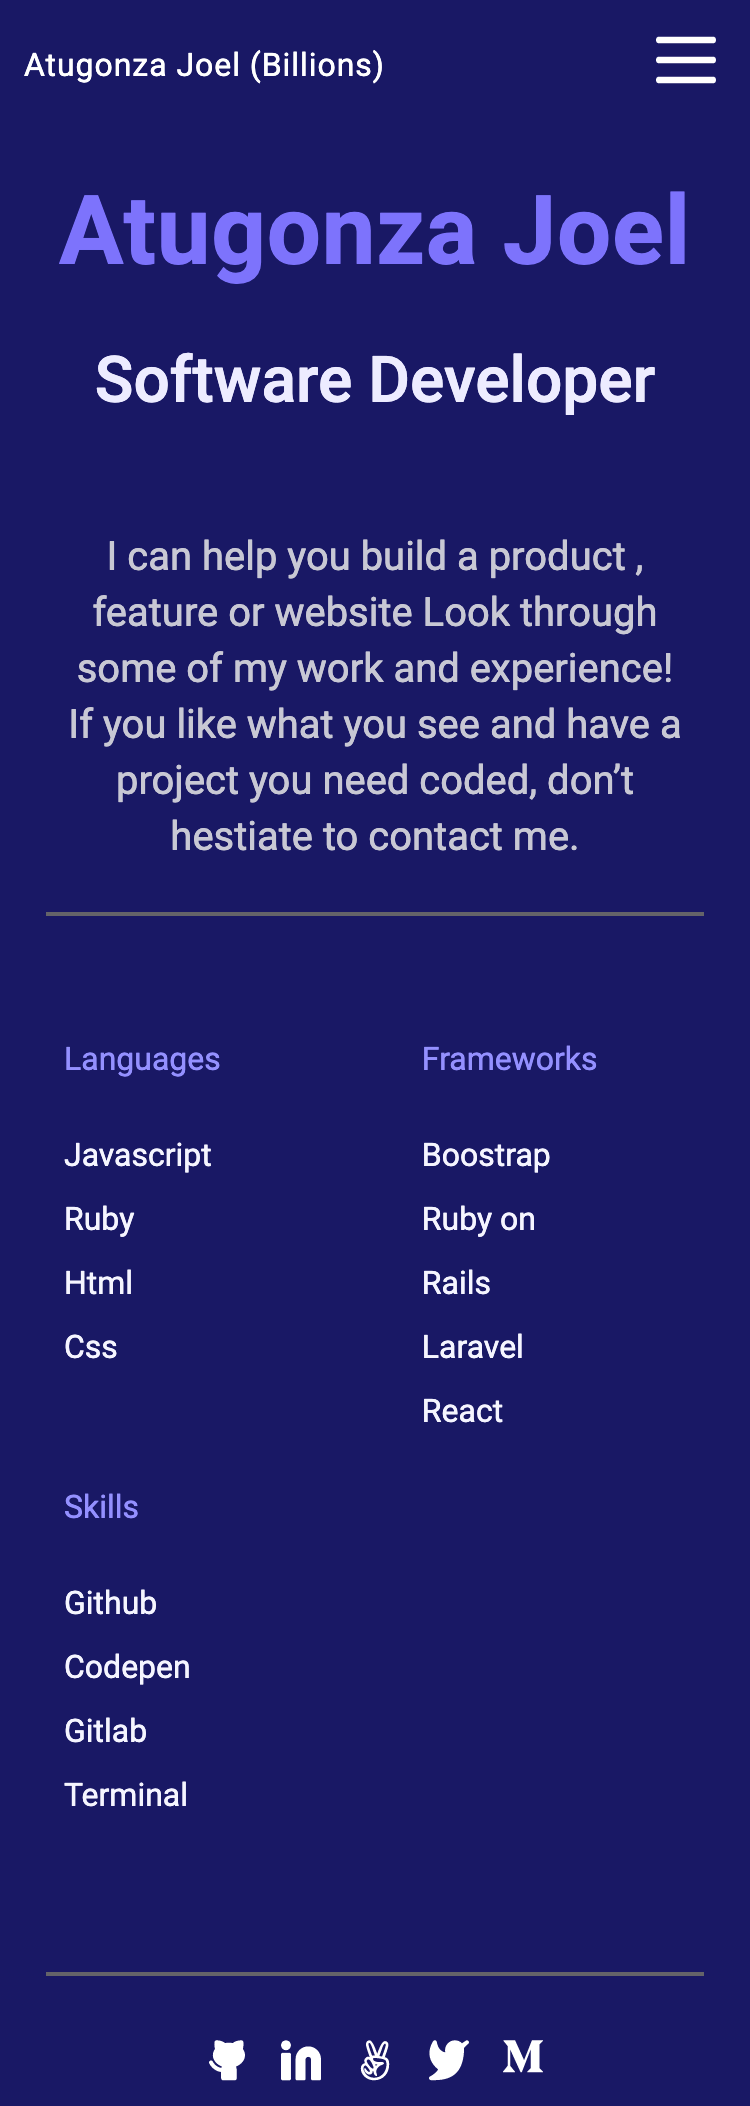 Atugonza Joel (Billions)
Atugonza Joel
Software Developer
I can help you build a product ,
feature or website Look through
some of my work and experience!
If you like what you see and have a
project you need coded, don’t
hestiate to contact me.
Languages
Javascript
Ruby
Html
Css
Frameworks
Boostrap
Ruby on
Rails
Laravel
React
Skills
Github
Codepen
Gitlab
Terminal